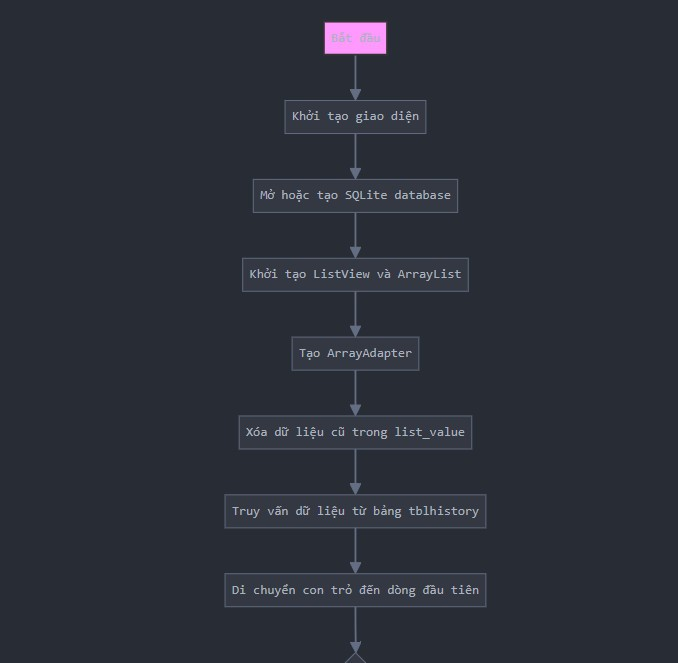 Bắt đầu
Khởi tạo giao diện
Mở hoặc tạo SQLite database
Khởi tạo ListView và ArrayList
Tạo ArrayAdapter
Xóa dữ liệu cũ trong list_value
Truy vấn dữ liệu từ bảng tblhistory
Di chuyển con trỏ đến dòng đầu tiên